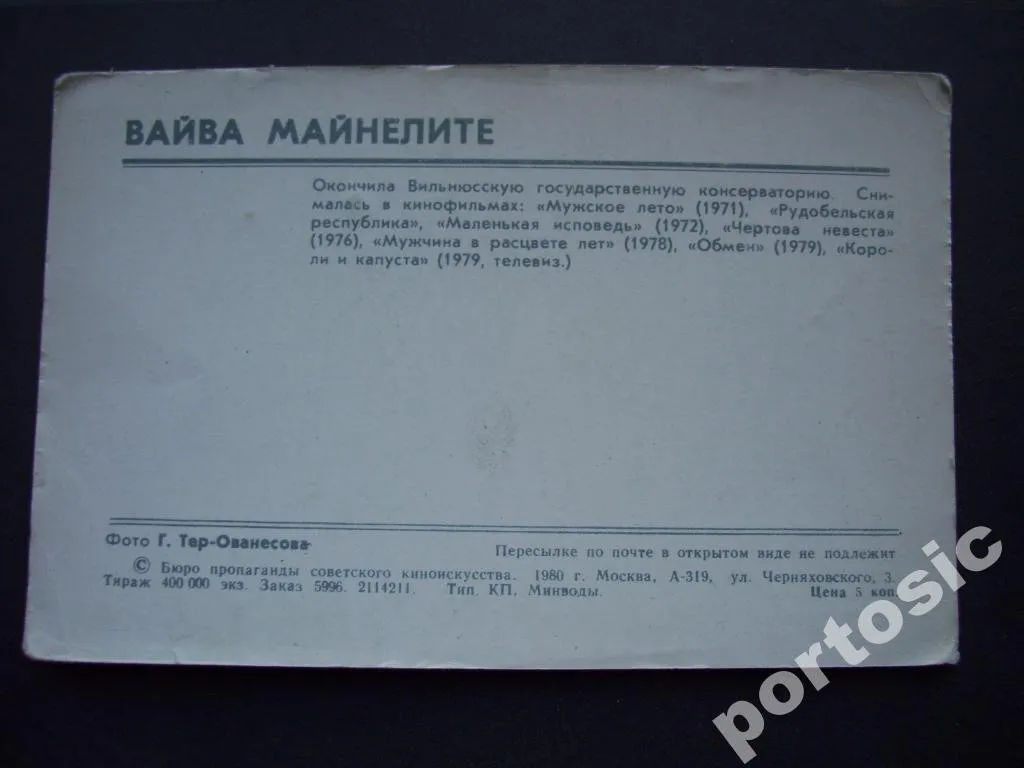 ВАЙВА МАЙНЕЛИТЕ
Окончила Вильнюсскую государственную консерваторию. Сни-
малась в кинофильмах: «Мужское лето» (1971), «Рудобельская
республика», «Маленькая исповедь» (1972), «Чертова невеста»
(1976), «Мужчина в расцвете лет» (1978), «Обмен» (1979), «Коро-
ли и капуста» (1979, телевиз.)
Фото Г. Тер-Ованесова
Пересылке по почте в открытом виде не подлежит
© Бюро пропаганды советского киноискусства. 1980 г. Москва, А-319, ул. Черняховского, 3.
Тираж 400 000 экз. Заказ 5996. 2114211. Тип. КП. Минводы. Цена 5 коп.
portosic